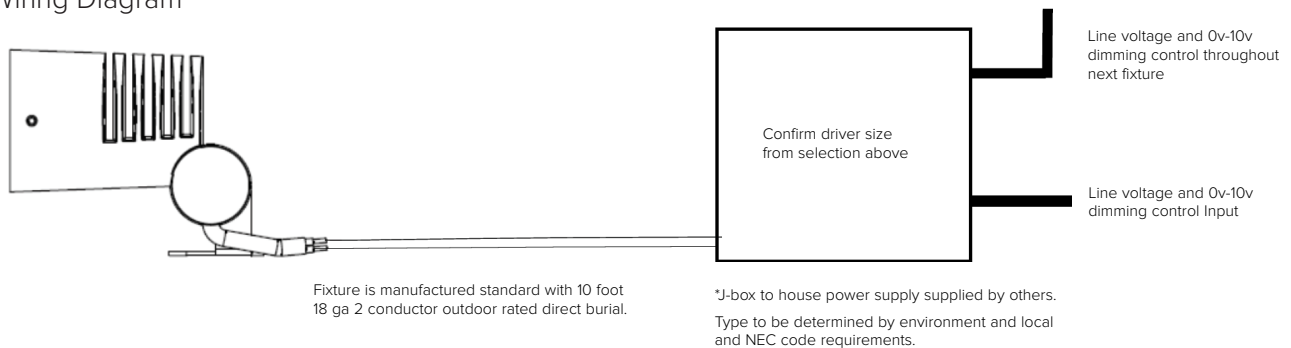 Wiring Diagram
Line voltage and 0v-10v
dimming control throughout
next fixture
Confirm driver size
from selection above
Line voltage and 0v-10v
dimming control Input
Fixture is manufactured standard with 10 foot
18 ga 2 conductor outdoor rated direct burial.
*J-box to house power supply supplied by others.
Type to be determined by environment and local
and NEC code requirements.